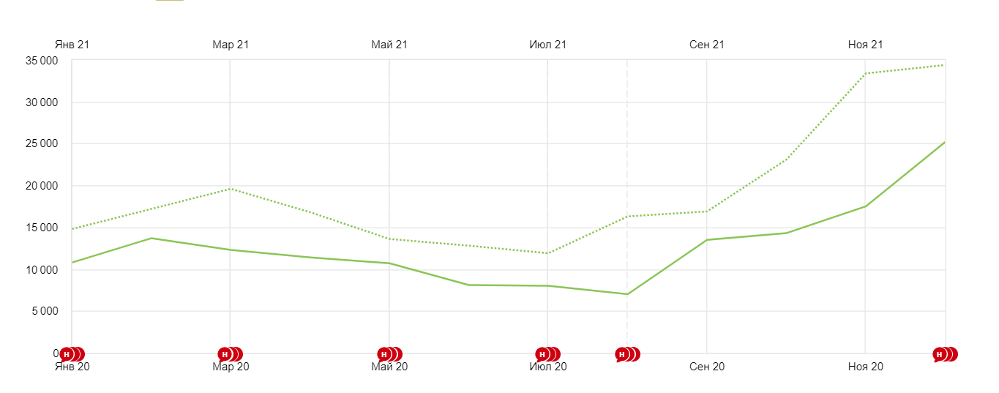 Янв 21 Мар 21 Май 21 Июл 21 Сен 21 Ноя 21
35 000
30 000
25 000
20 000
15 000
10 000
5 000
0 Н Н Н Н Н Н
Янв 20 Мар 20 Май 20 Июл 20 Сен 20 Ноя 20